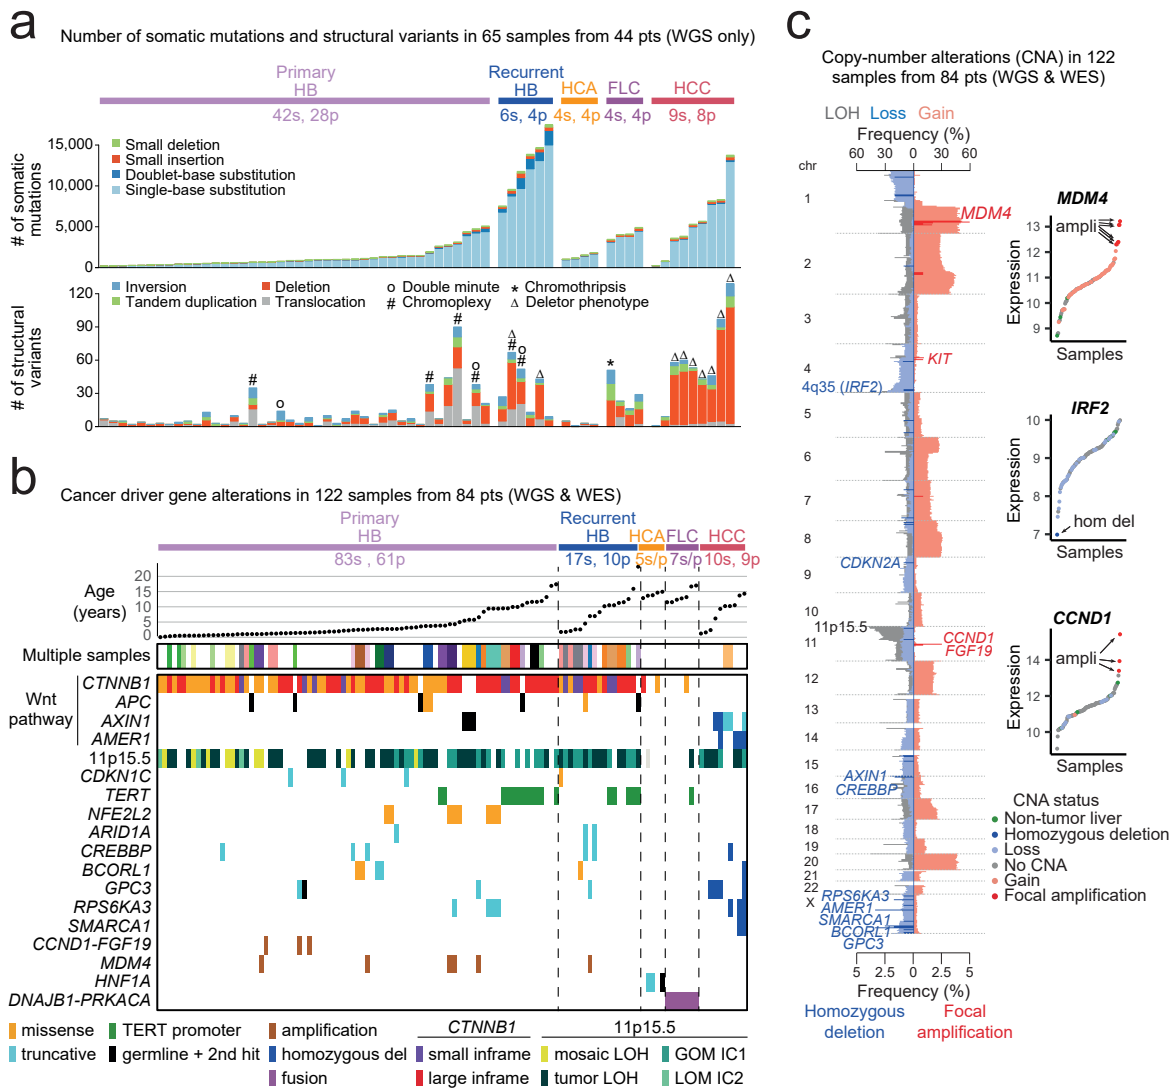 a
Number of somatic mutations and structural variants in 65 samples from 44 pts (WGS only)
Primary
HB
Recurrent
HB
HCA
FLC
HCC
42s, 28p
6s, 4p
4s, 4p
4s, 4p
9s, 8p
# of somatic
mutations
15,000
10,000
5,000
0
Small deletion
Small insertion
Doublet-base substitution
Single-base substitution
# of structural
variants
120
90
60
30
0
Inversion
Deletion
o Double minute
* Chromothripsis
Tandem duplication
Translocation
# Chromoplexy
Δ Deletor phenotype
#
o
#
#
o
#
Δ
#
o
#
Δ
*
Δ
Δ
Δ
Δ
Δ
Δ
Δ
b
Cancer driver gene alterations in 122 samples from 84 pts (WGS & WES)
Primary
HB
Recurrent
HB
HCA
FLC
HCC
83s , 61p
17s, 10p
5s/p
7s/p
10s, 9p
Age
(years)
20
15
10
5
0
Multiple samples
Wnt
pathway
CTNNB1
APC
AXIN1
AMER1
11p15.5
CDKN1C
TERT
NFE2L2
ARID1A
CREBBP
BCORL1
GPC3
RPS6KA3
SMARCA1
CCND1-FGF19
MDM4
HNF1A
DNAJB1-PRKACA
missense
TERT promoter
amplification
CTNNB1
11p15.5
truncative
germline + 2nd hit
homozygous del
small inframe
mosaic LOH
GOM IC1
fusion
large inframe
tumor LOH
LOM IC2
c
Copy-number alterations (CNA) in 122
samples from 84 pts (WGS & WES)
LOH Loss Gain
Frequency (%)
60 30 0 30 60
chr
1
2
3
4
5
6
7
8
9
10
11
12
13
14
15
16
17
18
19
20
21
22
X
MDM4
KIT
4q35 (IRF2)
CDKN2A
11p15.5
CCND1
FGF19
AXIN1
CREBBP
RPS6KA3
AMER1
SMARCA1
BCORL1
GPC3
5 2.5 0 2.5 5
Frequency (%)
Homozygous
deletion
Focal
amplification
MDM4
Expression
13
12
11
10
9
ampli
Samples
IRF2
Expression
10
9
8
7
hom del
Samples
CCND1
Expression
14
12
10
ampli
Samples
CNA status
Non-tumor liver
Homozygous deletion
Loss
No CNA
Gain
Focal amplification